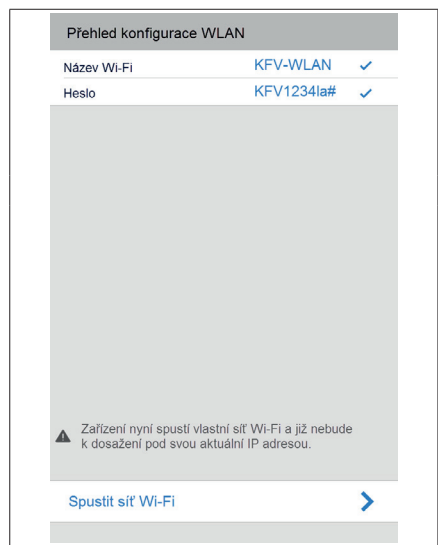 Přehled konfigurace WLAN
Název Wi-Fi KFV-WLAN
Heslo KFV1234la#
Zařízení nyní spustí vlastní síť Wi-Fi a již nebude
k dosažení pod svou aktuální IP adresou.
Spustit síť Wi-Fi